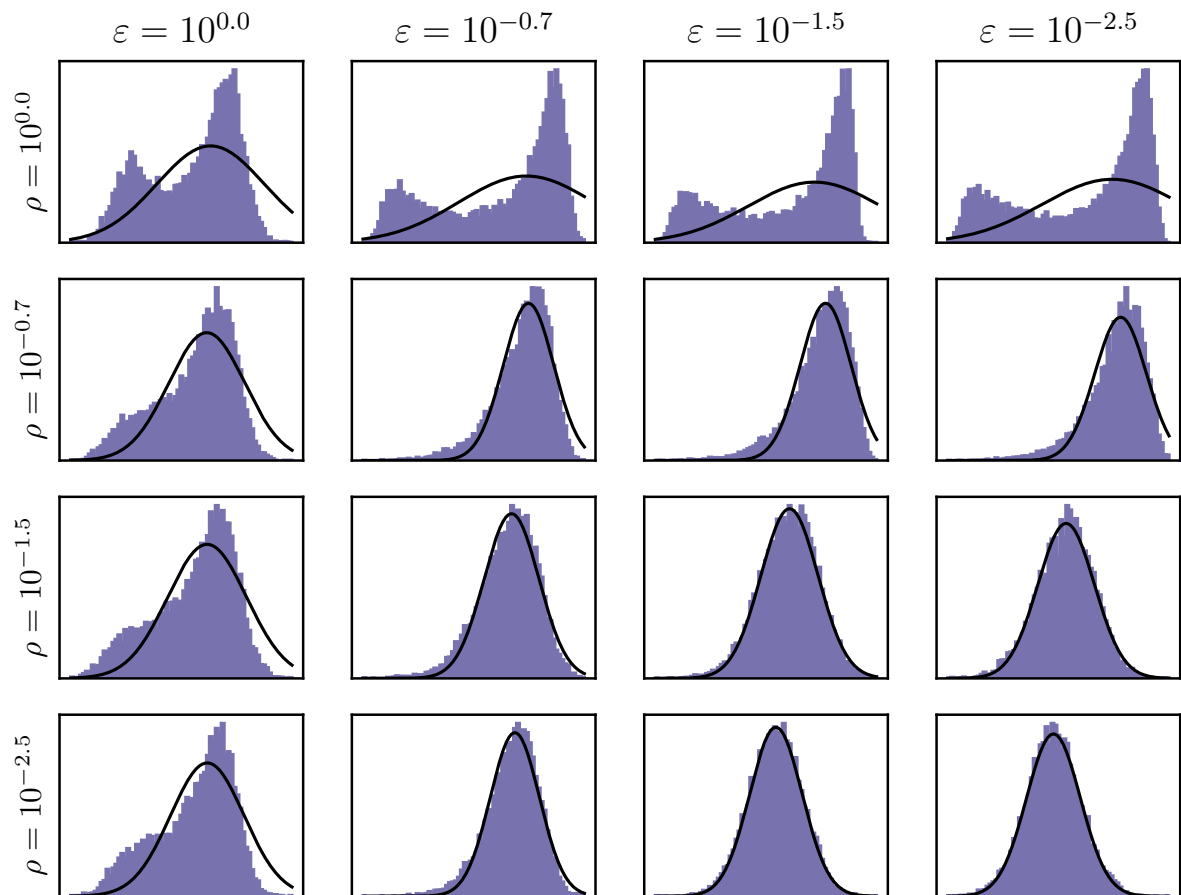 ε = 10^{0.0}
ε = 10^{−0.7}
ε = 10^{−1.5}
ε = 10^{−2.5}
ρ = 10^{0.0}
ρ = 10^{−0.7}
ρ = 10^{−1.5}
ρ = 10^{−2.5}